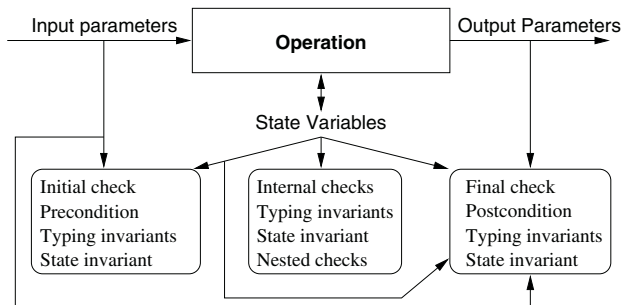 Input parameters
Operation
Output Parameters
State Variables
Initial check
Precondition
Typing invariants
State invariant
Internal checks
Typing invariants
State invariant
Nested checks
Final check
Postcondition
Typing invariants
State invariant